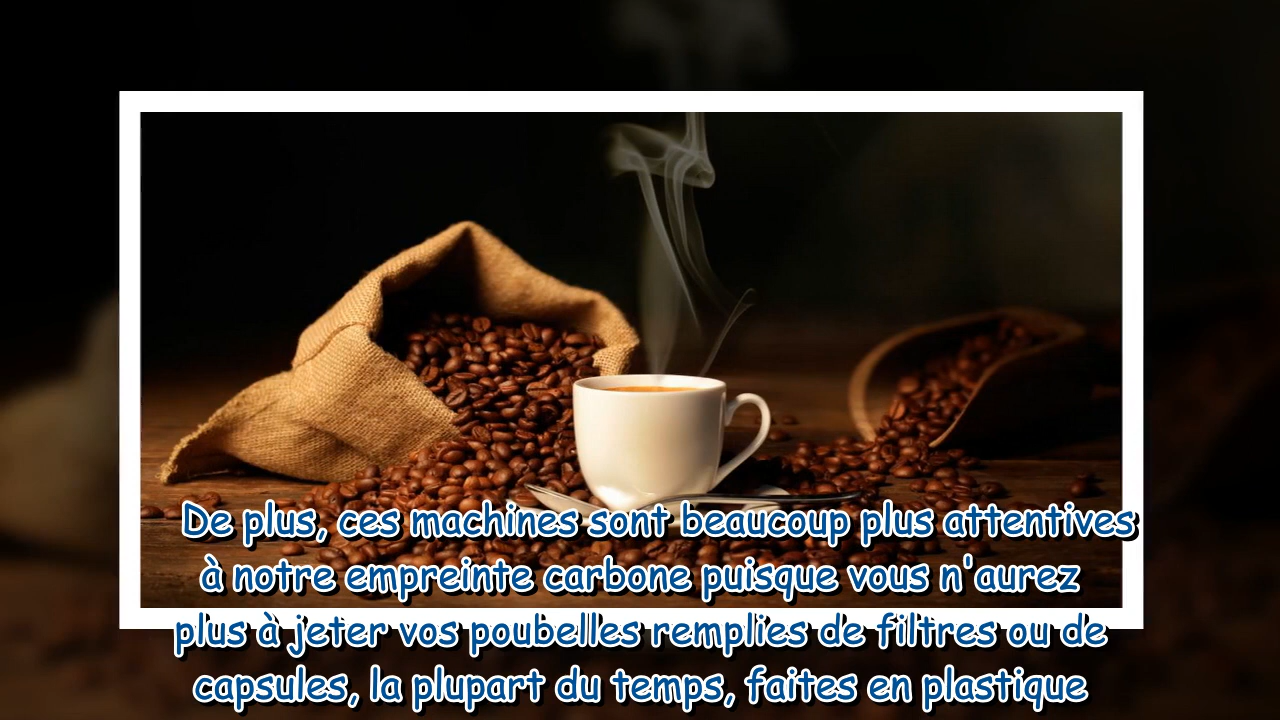 De plus, ces machines sont beaucoup plus attentives
à notre empreinte carbone puisque vous n'aurez
plus à jeter vos poubelles remplies de filtres ou de
capsules, la plupart du temps, faites en plastique